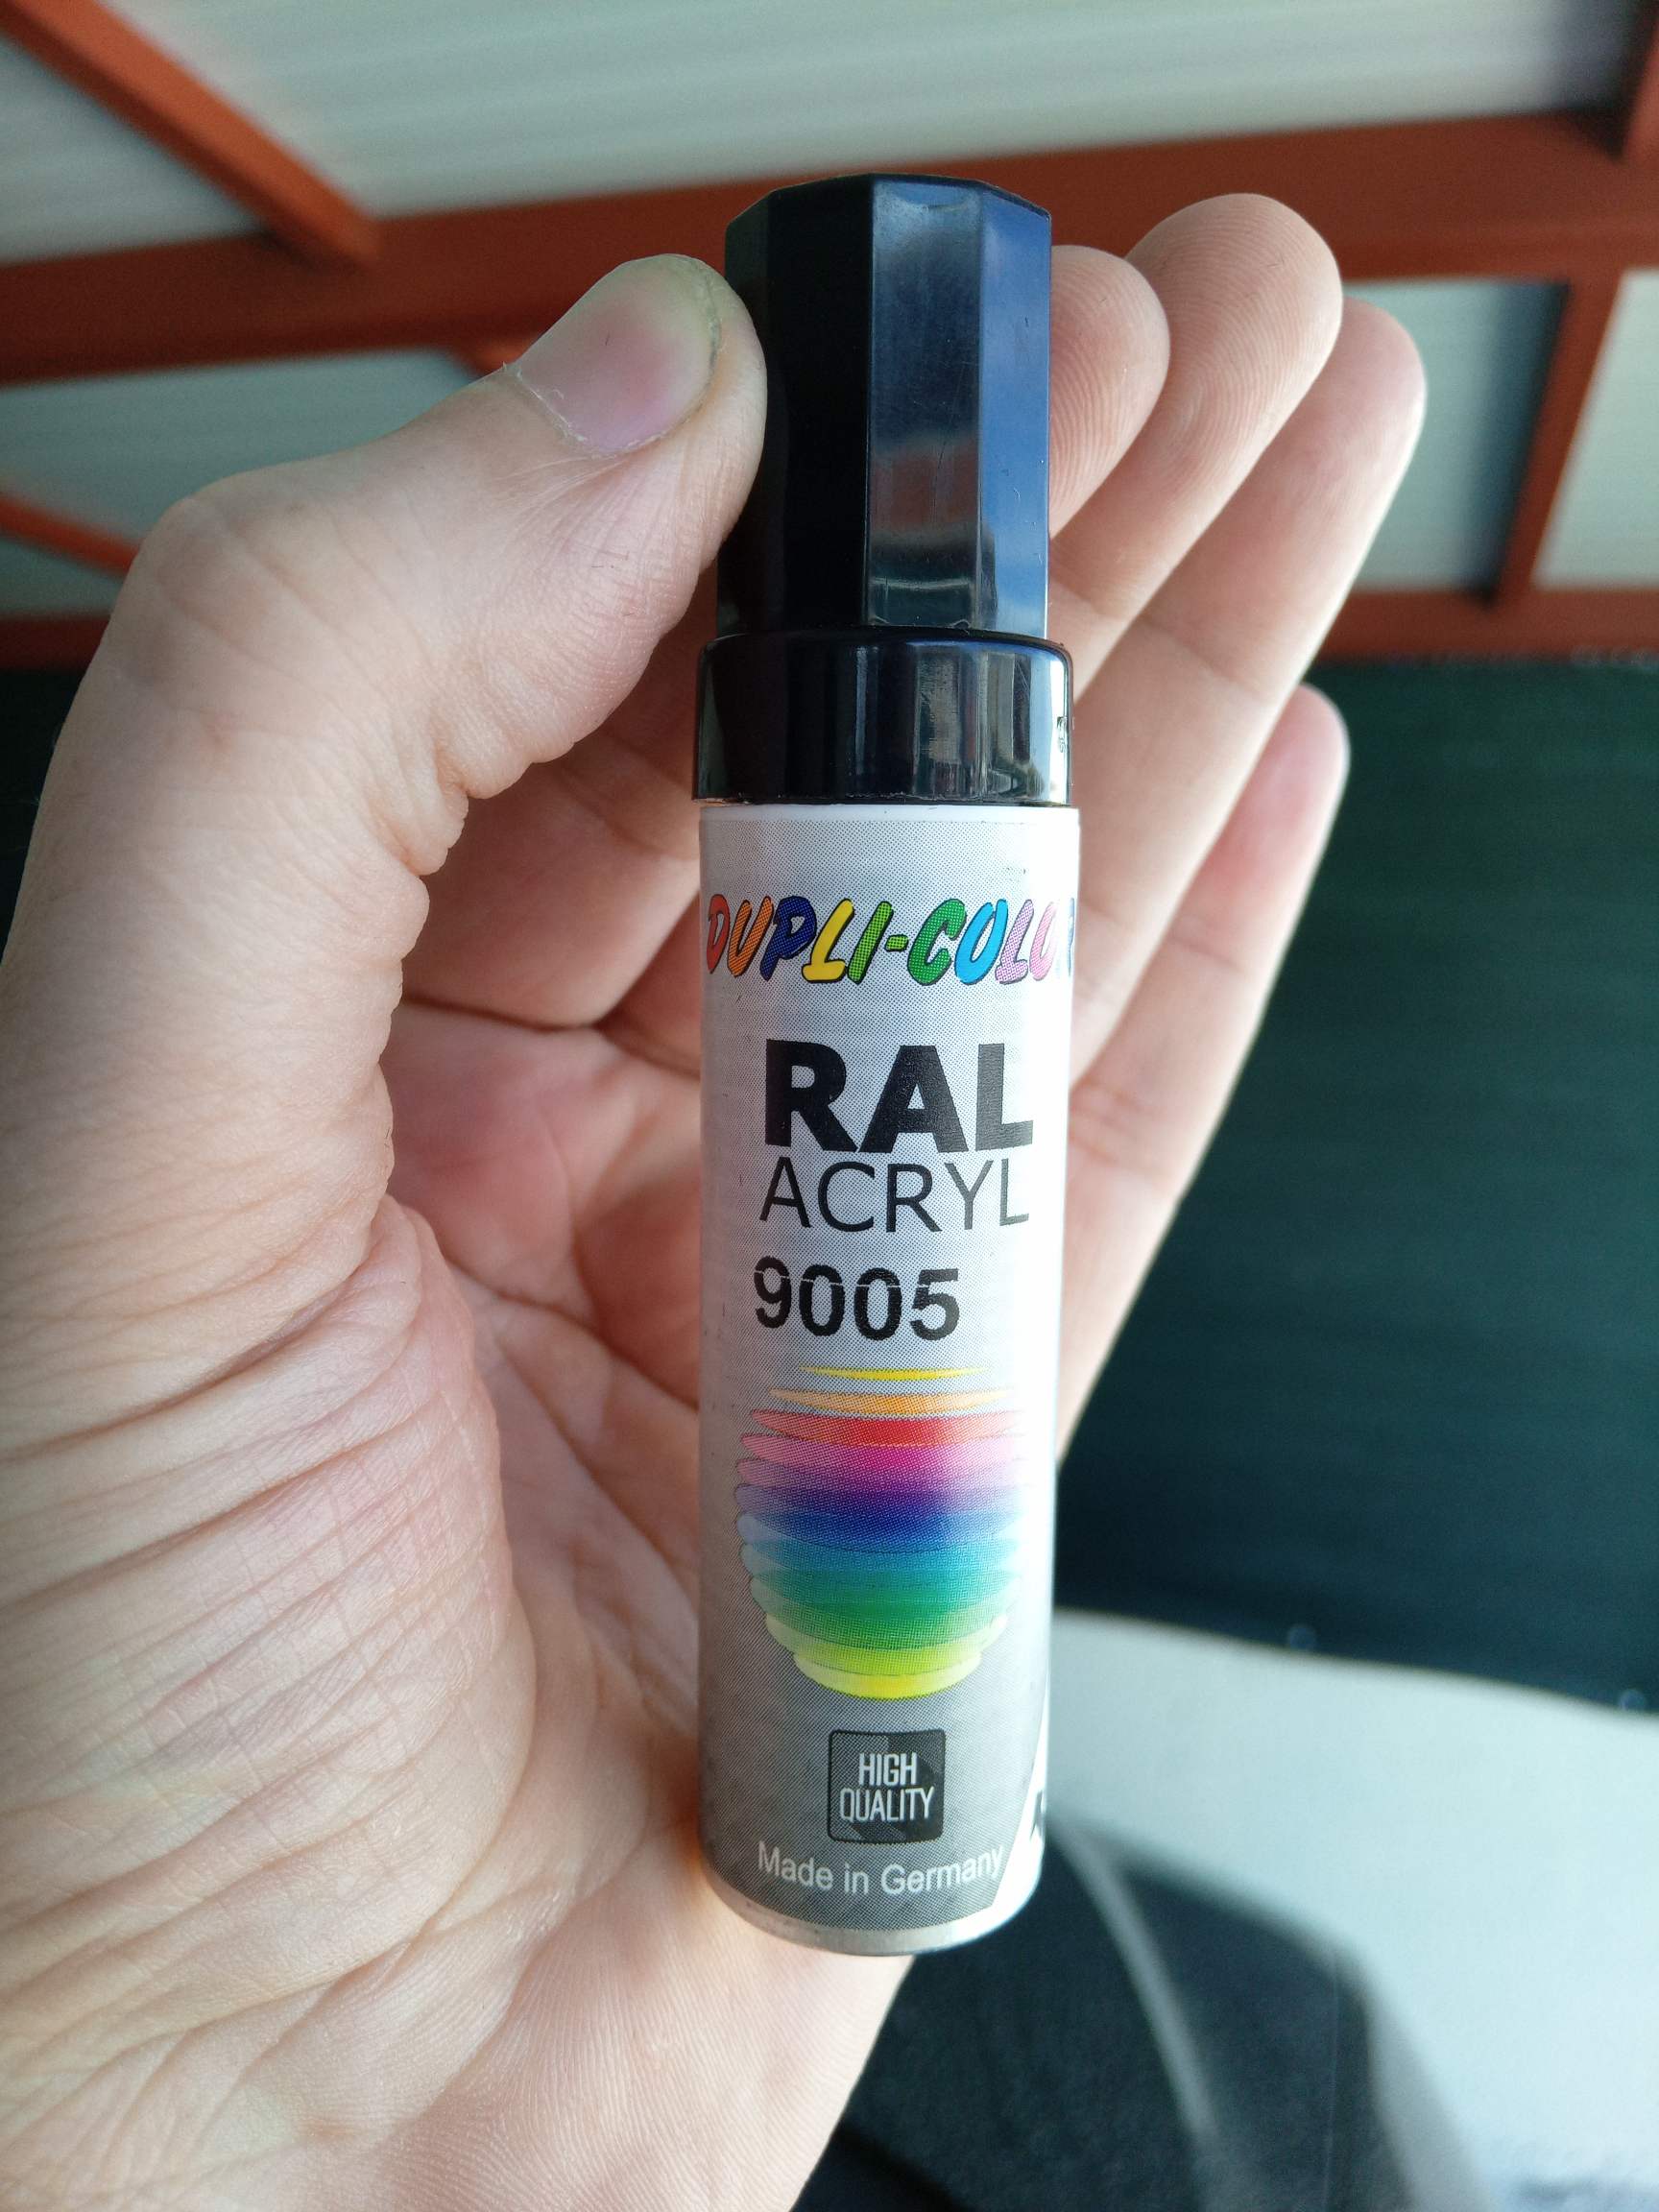 DUPLI-COLOR
RAL
ACRYL
9005
HIGH
QUALITY
Made in Germany